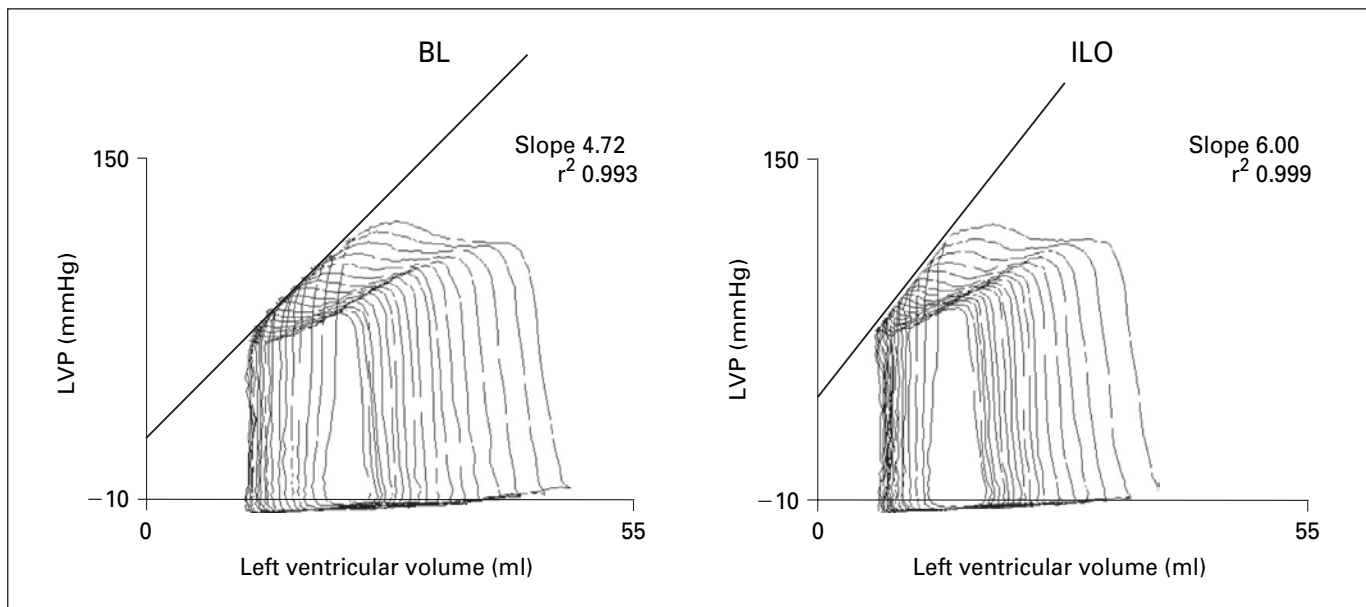 BL
Slope 4.72
r² 0.993
150
LVP (mmHg)
−10
0
55
Left ventricular volume (ml)
ILO
Slope 6.00
r² 0.999
150
LVP (mmHg)
−10
0
55
Left ventricular volume (ml)